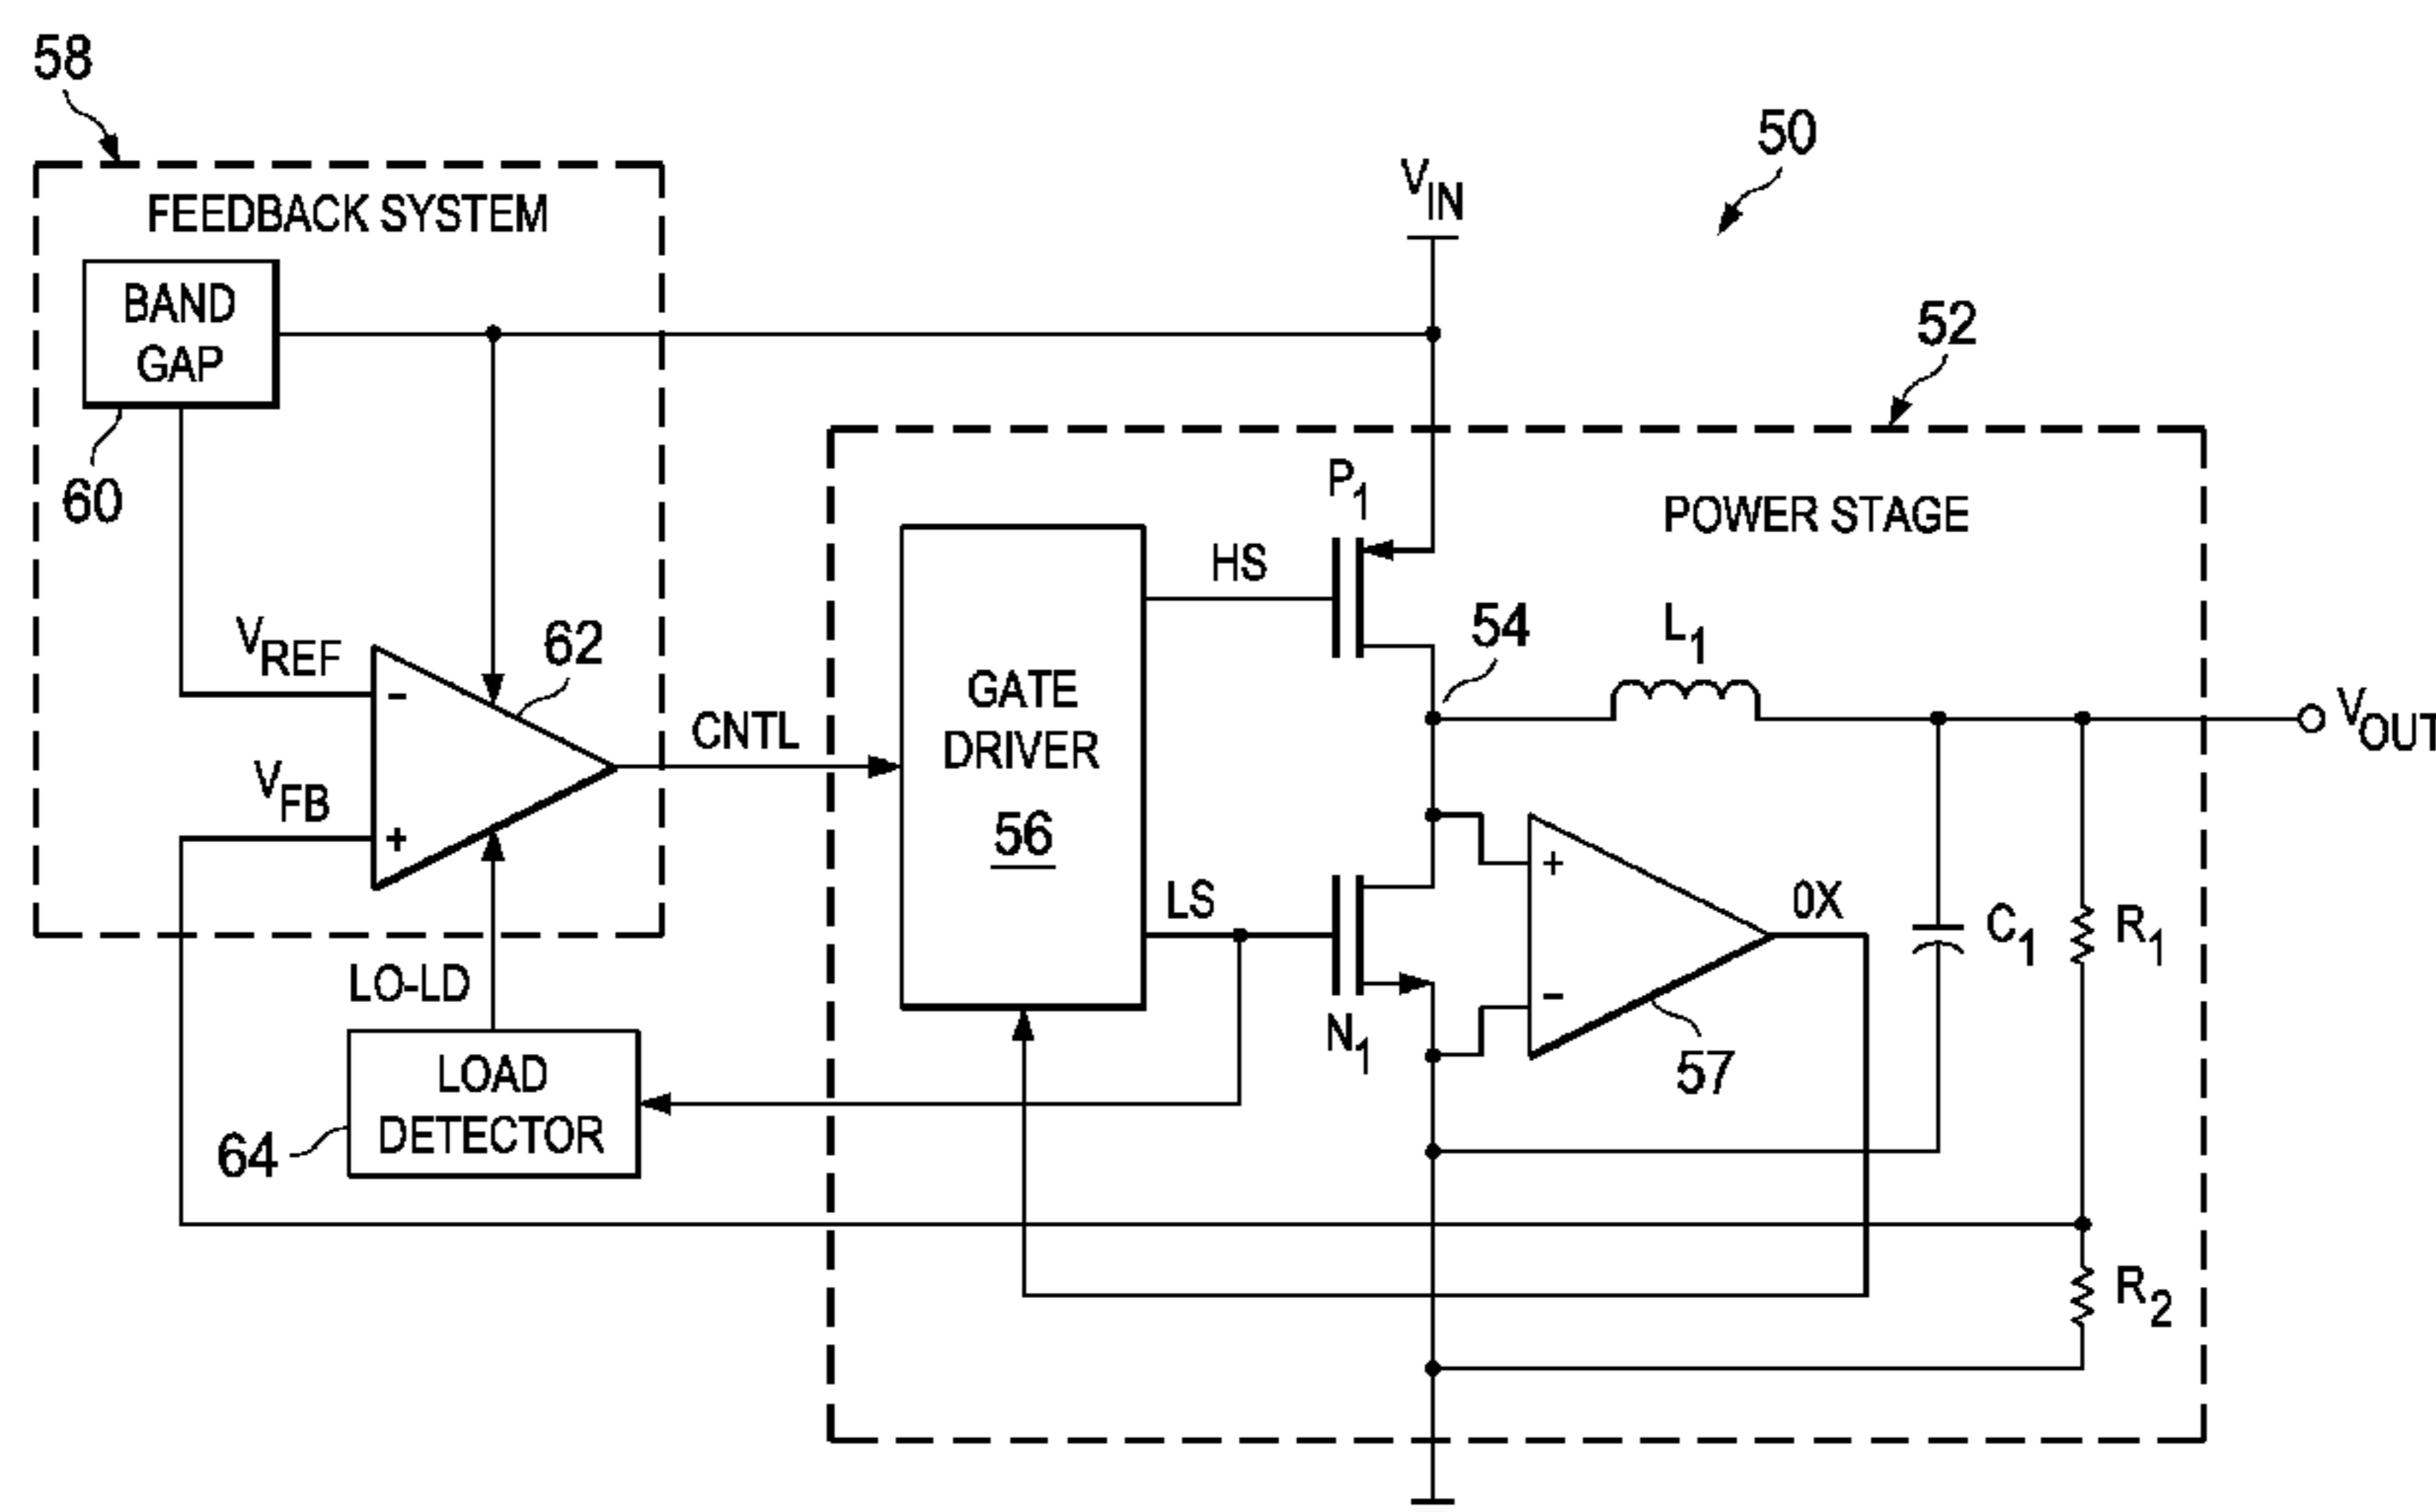 58
50
V IN
FEEDBACK SYSTEM
BAND
GAP
60
52
P1
POWER STAGE
HS
54
L1
VREF
62
-
VFB
+
CNTL
GATE
DRIVER
56
VOUT
LS
+
0X
-
57
C1
R1
LO-LD
N1
LOAD
DETECTOR
64
R2